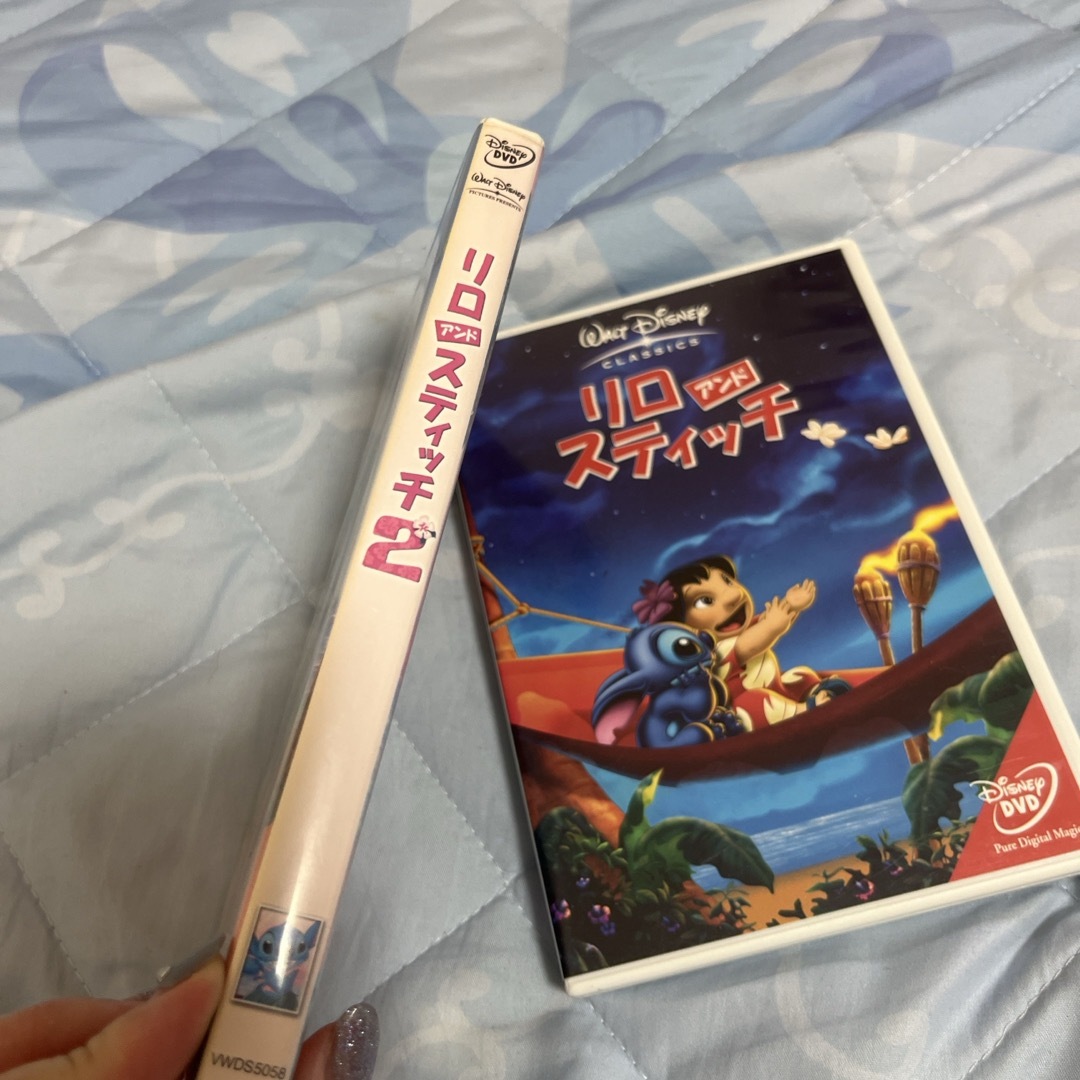 DISNEY
DVD
WALT DISNEY
PICTURES PRESENTS
リロ
アンド
スティッチ
2
VWDS5058
WALT DISNEY
CLASSICS
リロ アンド
スティッチ
DISNEY
DVD
Pure Digital Magic